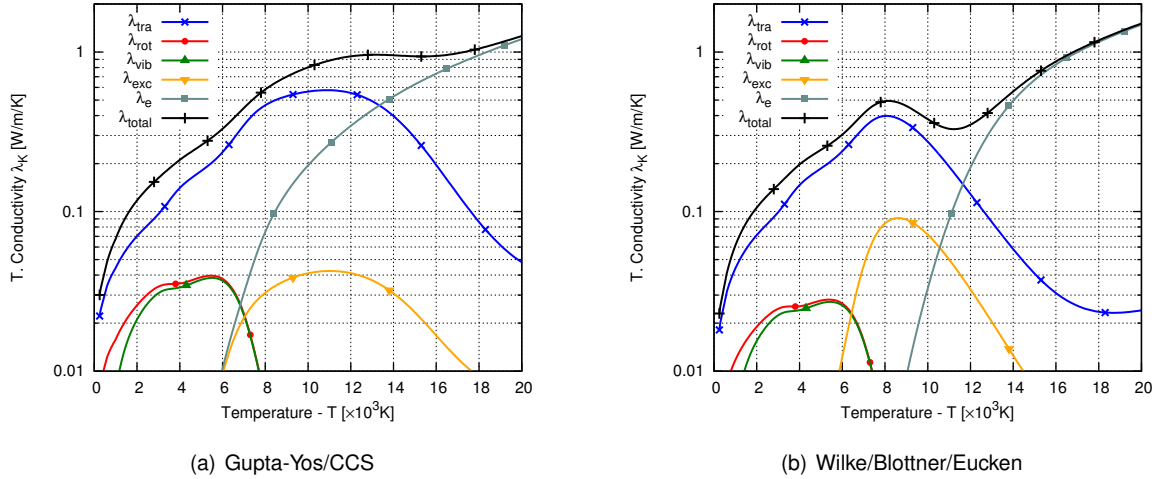 λtra
λrot
λvib
λexc
λe
λtotal
1
0.1
0.01
T. Conductivity λK [W/m/K]
0 2 4 6 8 10 12 14 16 18 20
Temperature - T [×10³K]
(a) Gupta-Yos/CCS
λtra
λrot
λvib
λexc
λe
λtotal
1
0.1
0.01
T. Conductivity λK [W/m/K]
0 2 4 6 8 10 12 14 16 18 20
Temperature - T [×10³K]
(b) Wilke/Blottner/Eucken